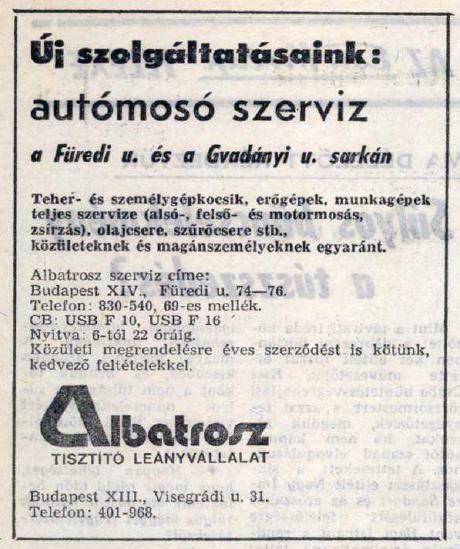 Új szolgáltatásaink:
autómosó szerviz
a Füredi u. és a Gvadányi u. sarkán
Teher- és személygépkocsik, erőgépek, munkagépek
teljes szervize (alsó-, felső- és motormosás,
zsírzás), olajcsere, szűrőcsere stb.,
közületeknek és magánszemélyeknek egyaránt.
Albatrosz szerviz címe:
Budapest XIV., Füredi u. 74—76.
Telefon: 830-540, 69-es mellék.
CB: USB F 10, USB F 16
Nyitva: 6-tól 22 óráig.
Közületi megrendelésre éves szerződést is kötünk,
kedvező feltételekkel.
Albatrosz
TISZTÍTÓ LEÁNYVÁLLALAT
Budapest XIII., Visegrádi u. 31.
Telefon: 401-968.